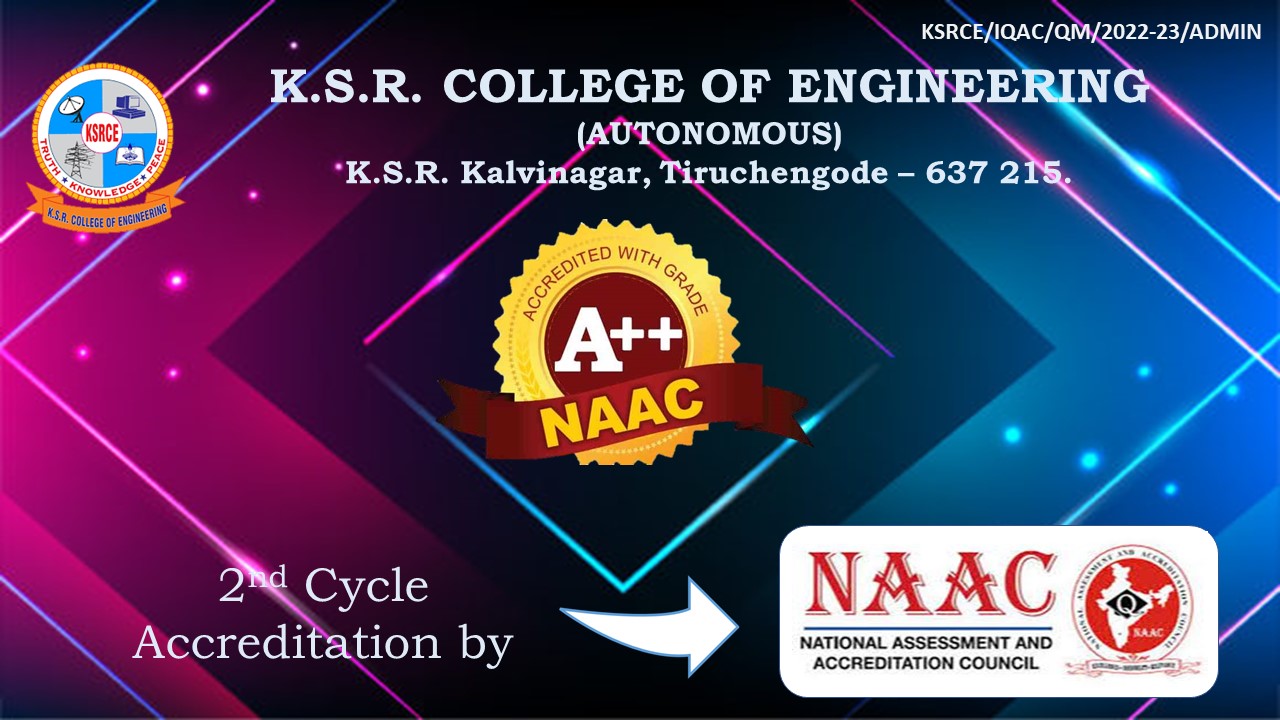 KSRCE/IQAC/QM/2022-23/ADMIN
K.S.R. COLLEGE OF ENGINEERING
(AUTONOMOUS)
K.S.R. Kalvinagar, Tiruchengode – 637 215.
KSRCE
TRUTH ★ KNOWLEDGE ★ PEACE
K.S.R. COLLEGE OF ENGINEERING
ACCREDITED WITH GRADE
A++
NAAC
2nd Cycle
Accreditation by
NAAC
NATIONAL ASSESSMENT AND
ACCREDITATION COUNCIL
NATIONAL ASSESSMENT AND ACCREDITATION COUNCIL
Q
NAAC